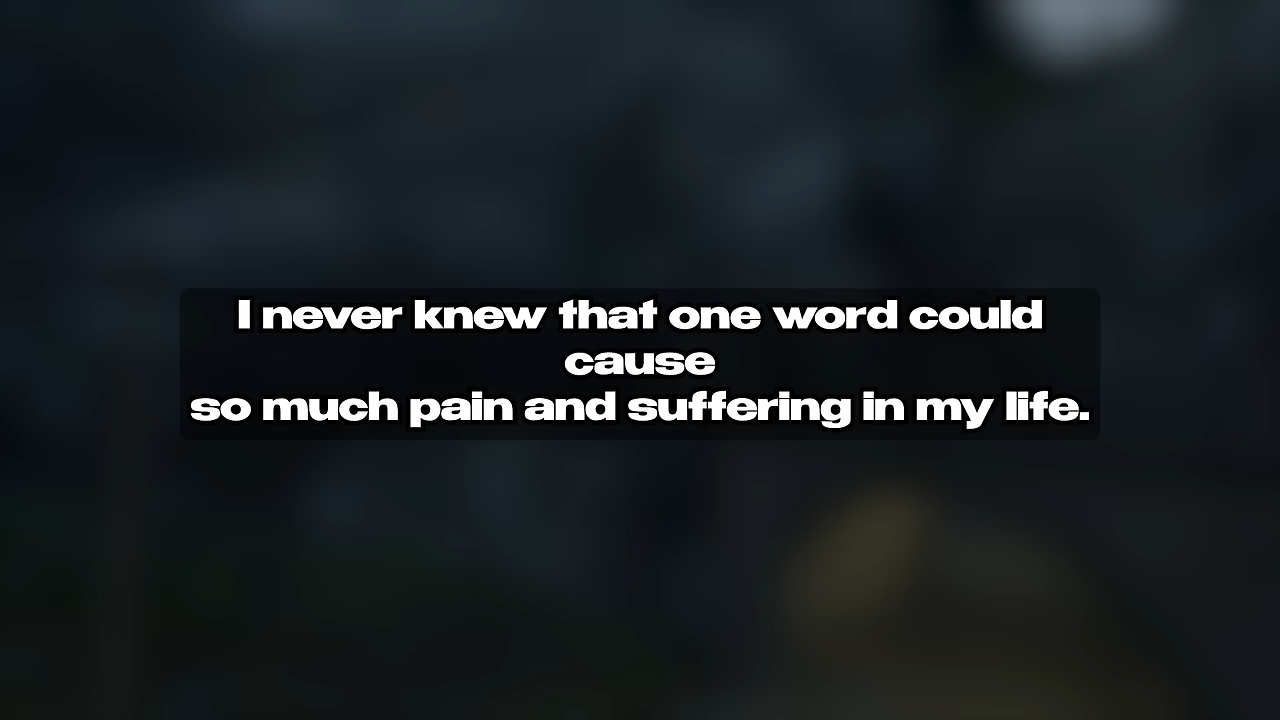 I never knew that one word could
cause
so much pain and suffering in my life.